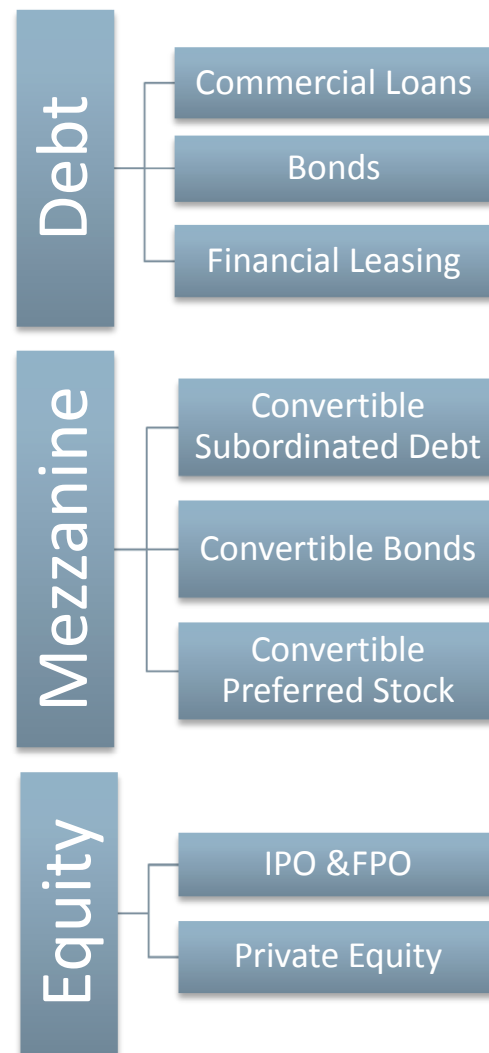 Debt
Commercial Loans
Bonds
Financial Leasing
Mezzanine
Convertible
Subordinated Debt
Convertible Bonds
Convertible
Preferred Stock
Equity
IPO &FPO
Private Equity